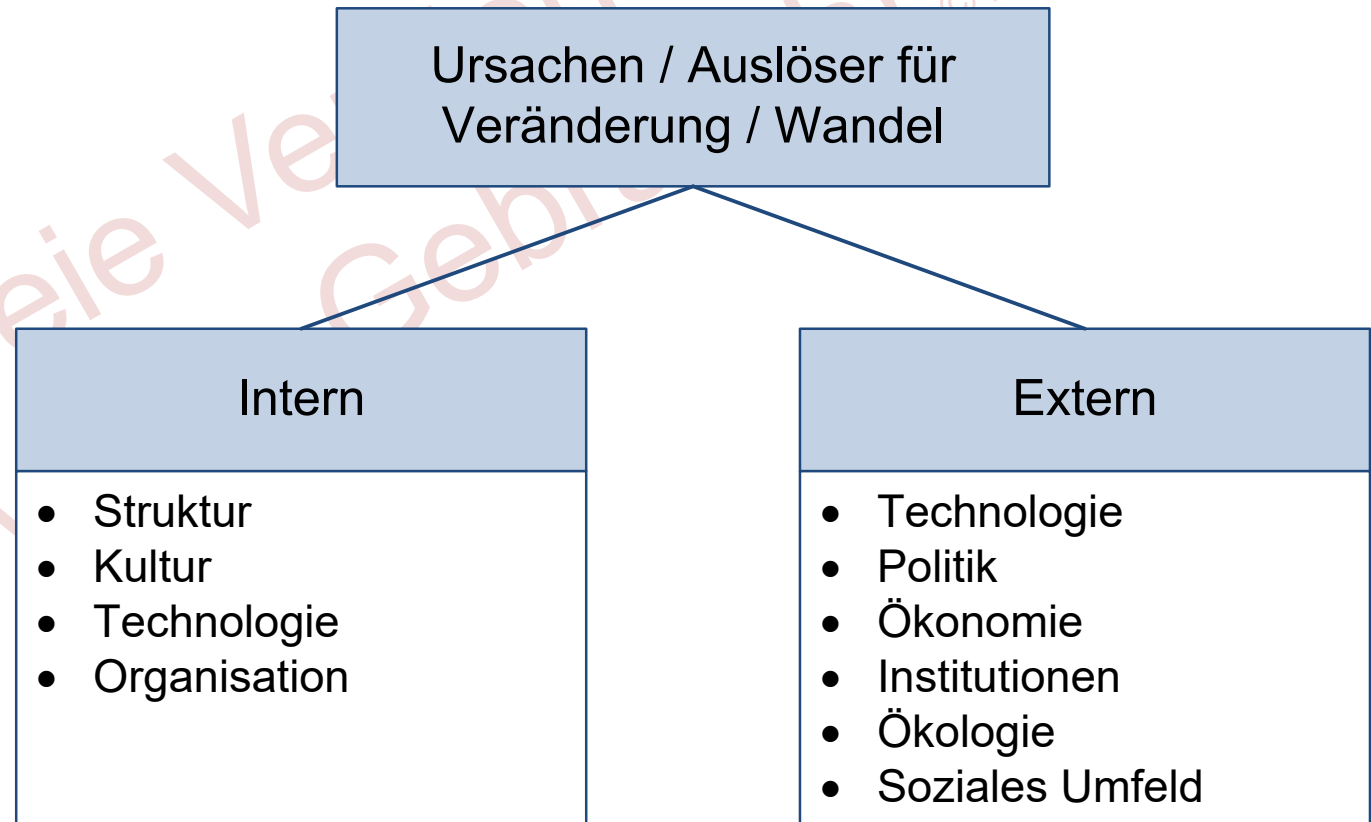 Ursachen / Auslöser für
Veränderung / Wandel
Intern
• Struktur
• Kultur
• Technologie
• Organisation
Extern
• Technologie
• Politik
• Ökonomie
• Institutionen
• Ökologie
• Soziales Umfeld